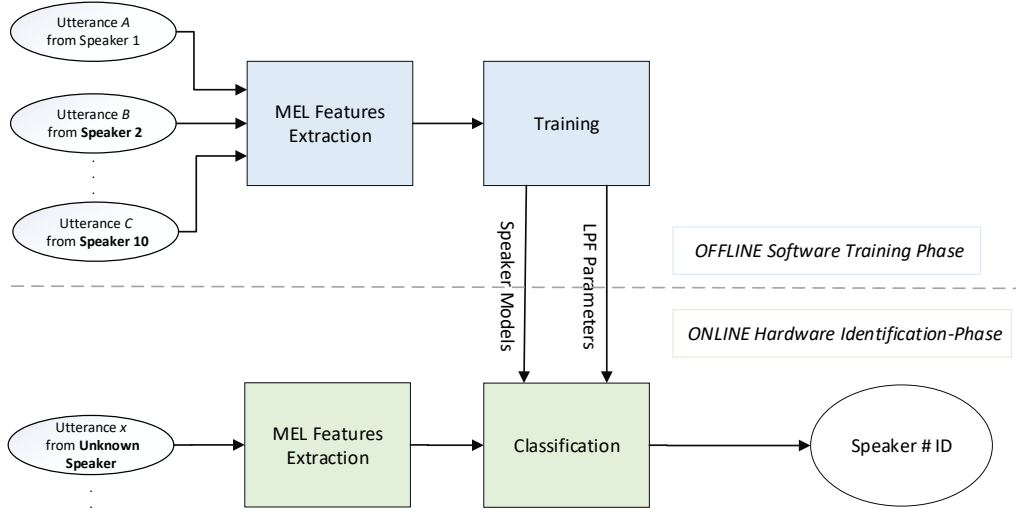 Utterance A
from Speaker 1
Utterance B
from Speaker 2
.
.
.
Utterance C
from Speaker 10
MEL Features
Extraction
Training
Speaker Models
LPF Parameters
OFFLINE Software Training Phase
ONLINE Hardware Identification-Phase
Utterance x
from Unknown
Speaker
.
.
MEL Features
Extraction
Classification
Speaker # ID